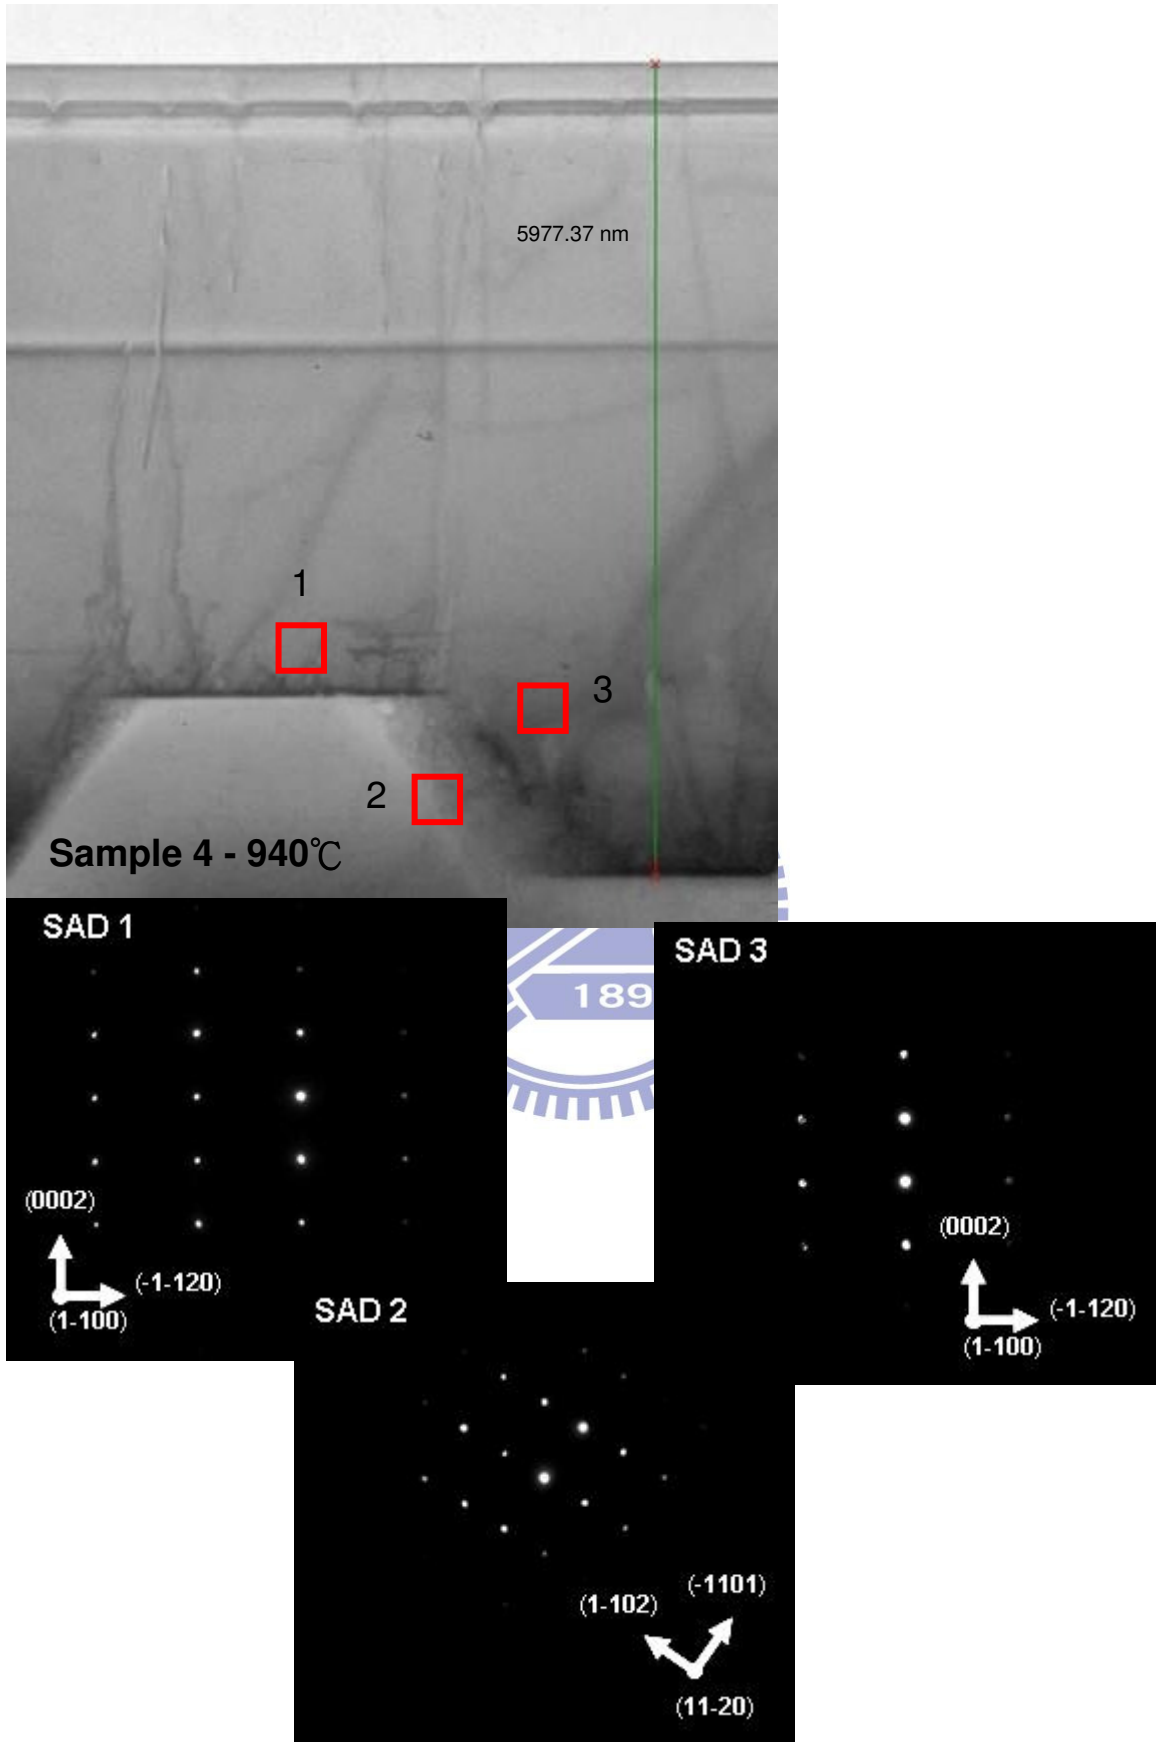 5977.37 nm
1
3
2
Sample 4 - 940℃
SAD 1
(0002)
(-1-120)
(1-100)
189
SAD 3
(0002)
(-1-120)
(1-100)
SAD 2
(-1101)
(1-102)
(11-20)